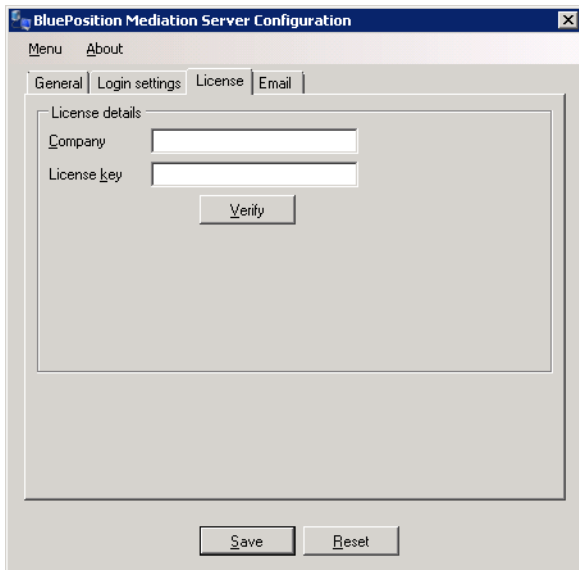 BluePosition Mediation Server Configuration
Menu About
General Login settings License Email
License details
Company
License key
Verify
Save Reset